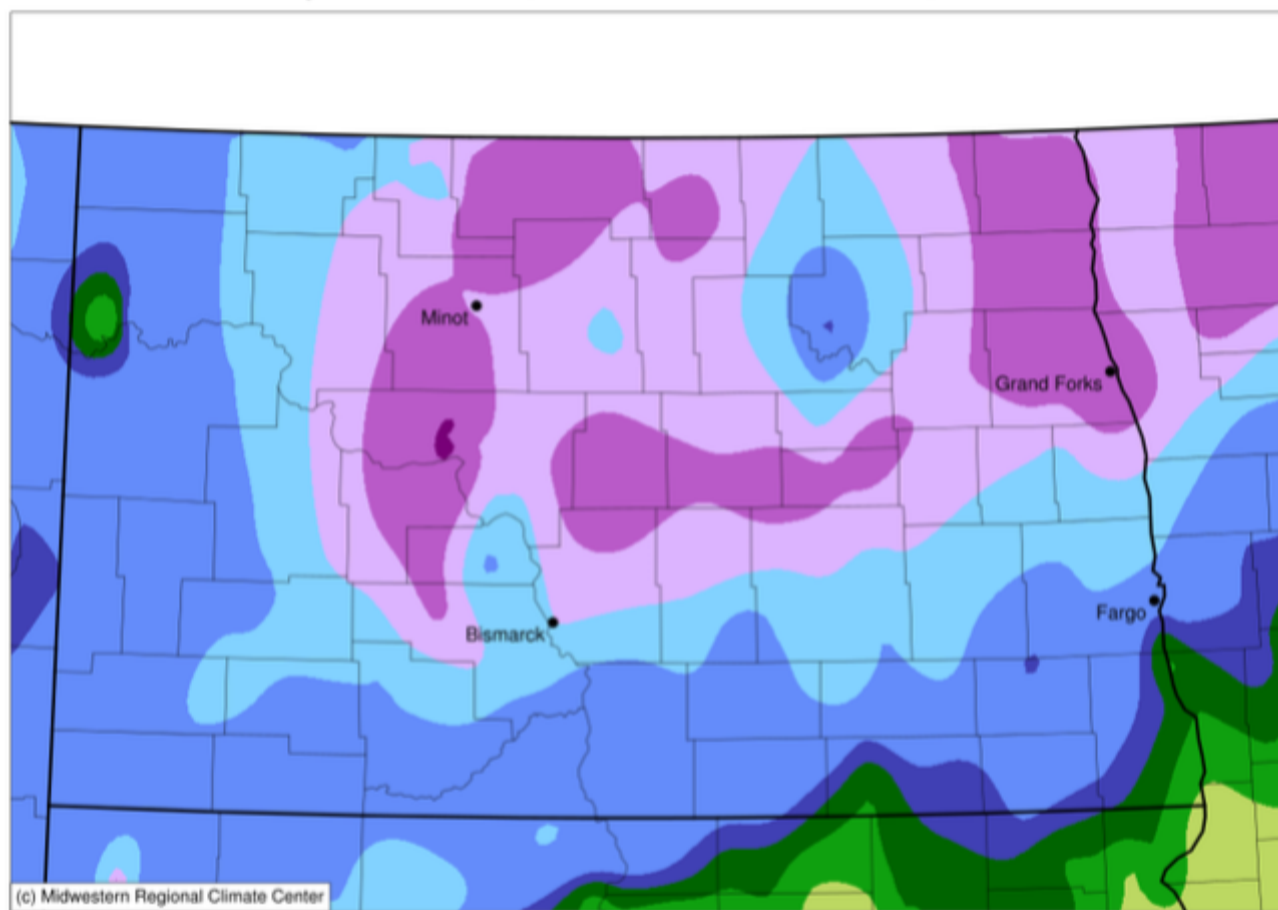 Minot
Grand Forks
Fargo
Bismarck
(c) Midwestern Regional Climate Center